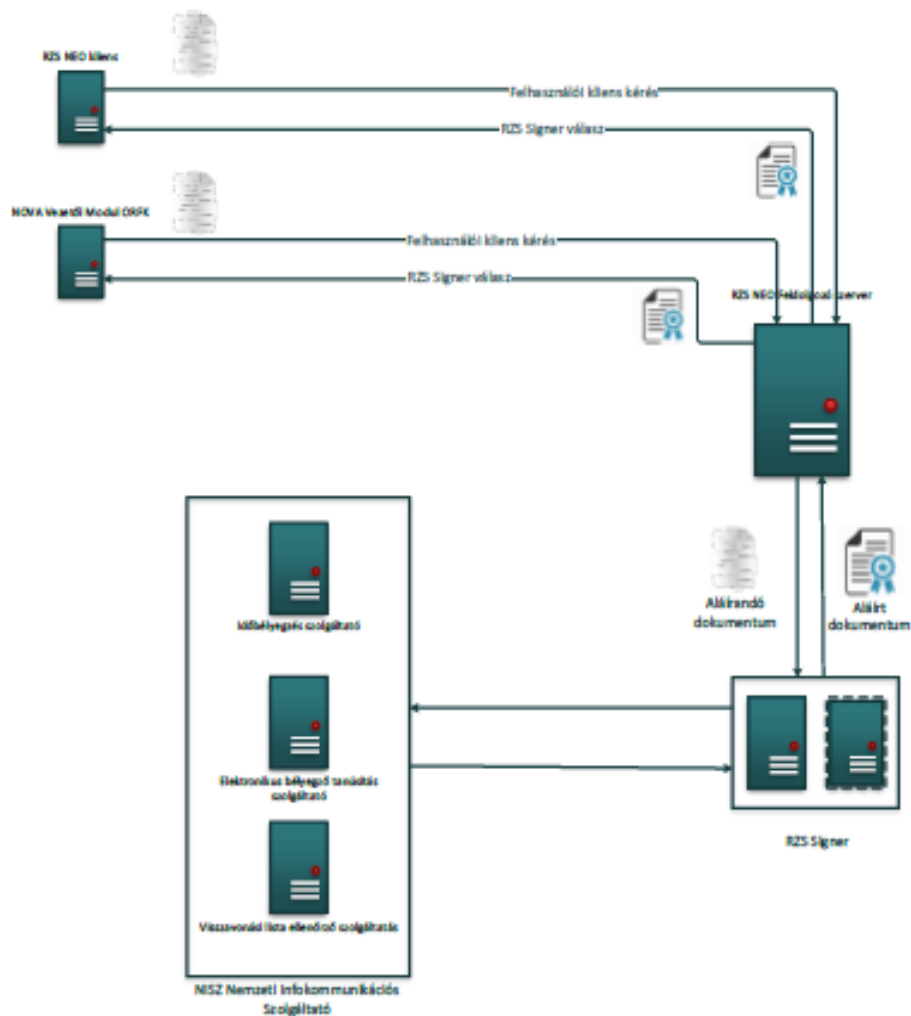 RZS NEO kliens
Felhasználói kliens kérés
RZS Signer válasz
NOVA Vezetői Modul ORFK
Felhasználói kliens kérés
RZS Signer válasz
RZS NEO Feldolgozó szerver
Időbélyegzés szolgáltató
Aláírandó
dokumentum
Aláírt
dokumentum
Elektronikus bélyegző tanúsítás
szolgáltató
RZS Signer
Visszavonási lista ellenőrző szolgáltatás
NISZ Nemzeti Infokommunikációs
Szolgáltató